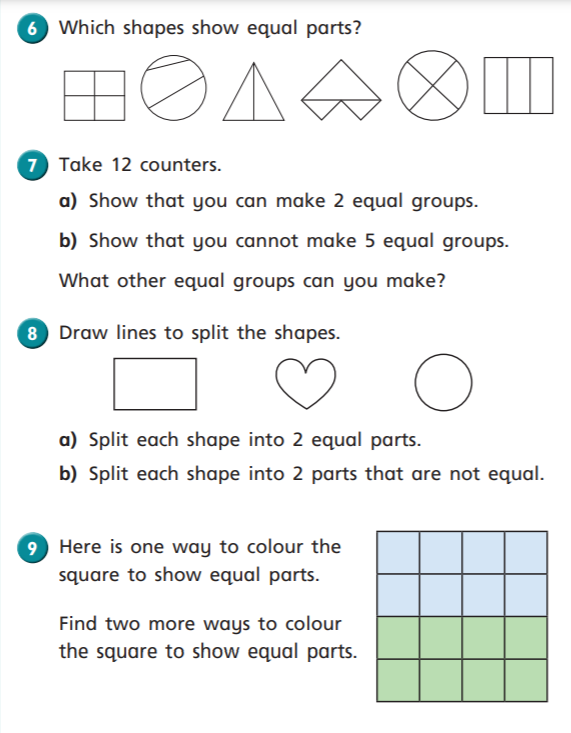 6 Which shapes show equal parts?
7 Take 12 counters.
a) Show that you can make 2 equal groups.
b) Show that you cannot make 5 equal groups.
What other equal groups can you make?
8 Draw lines to split the shapes.
a) Split each shape into 2 equal parts.
b) Split each shape into 2 parts that are not equal.
9 Here is one way to colour the
square to show equal parts.
Find two more ways to colour
the square to show equal parts.